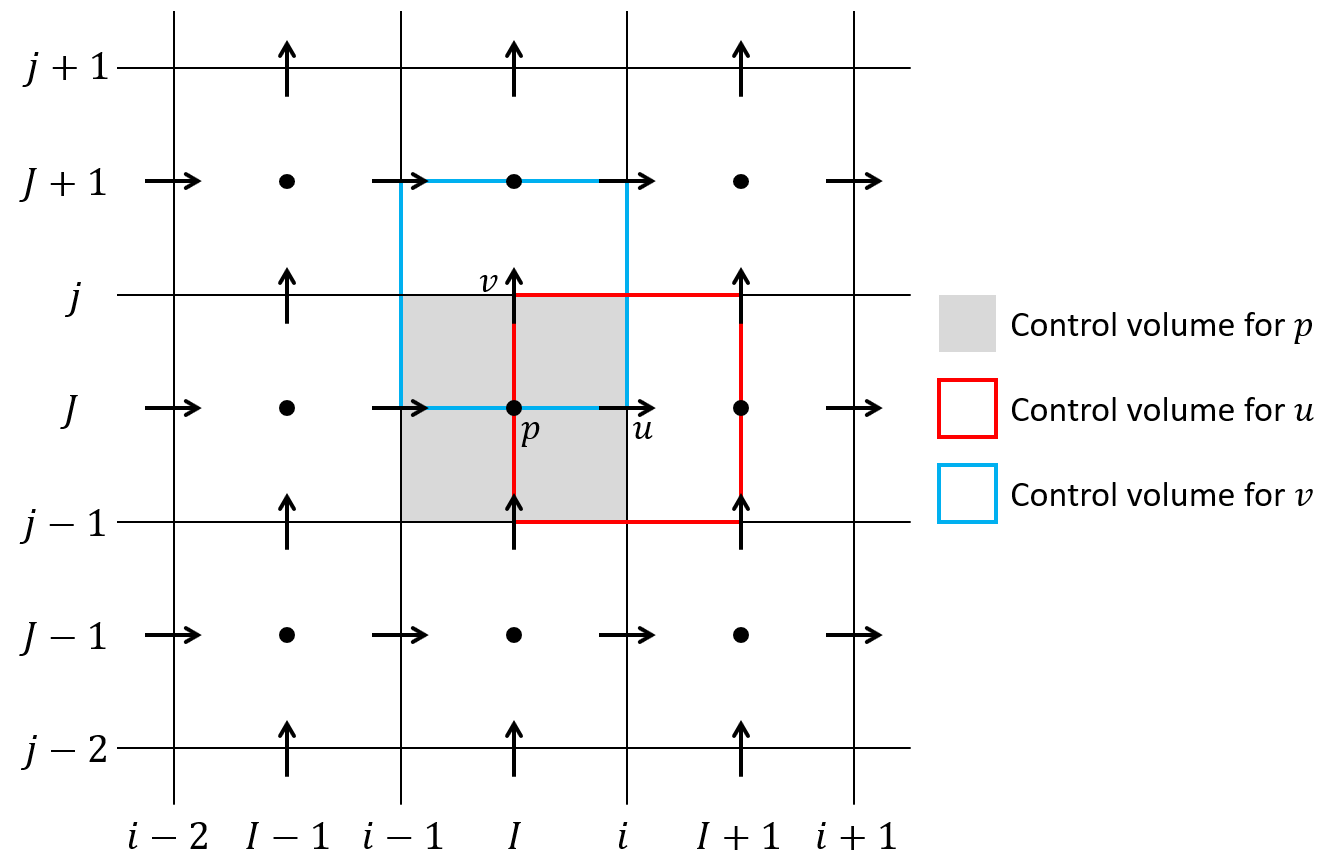 j + 1
J + 1
v
j
Control volume for p
J
p
u
Control volume for u
j − 1
Control volume for v
J − 1
j − 2
i − 2
I − 1
i − 1
I
i
I + 1
i + 1